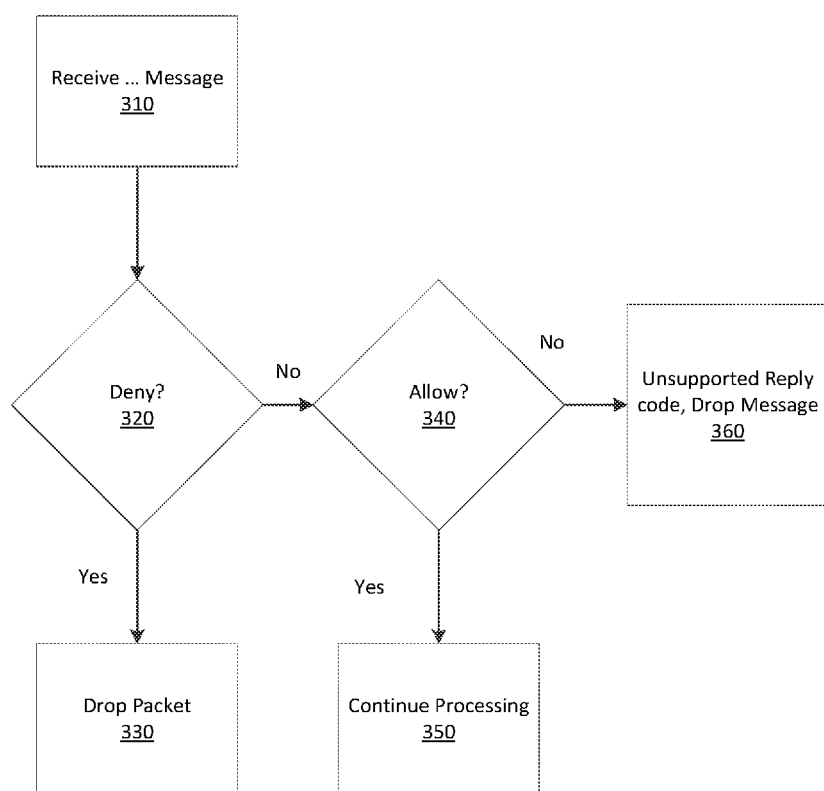 Receive ... Message
310
Deny?
320
No
Allow?
340
No
Unsupported Reply
code, Drop Message
360
Yes
Yes
Drop Packet
330
Continue Processing
350